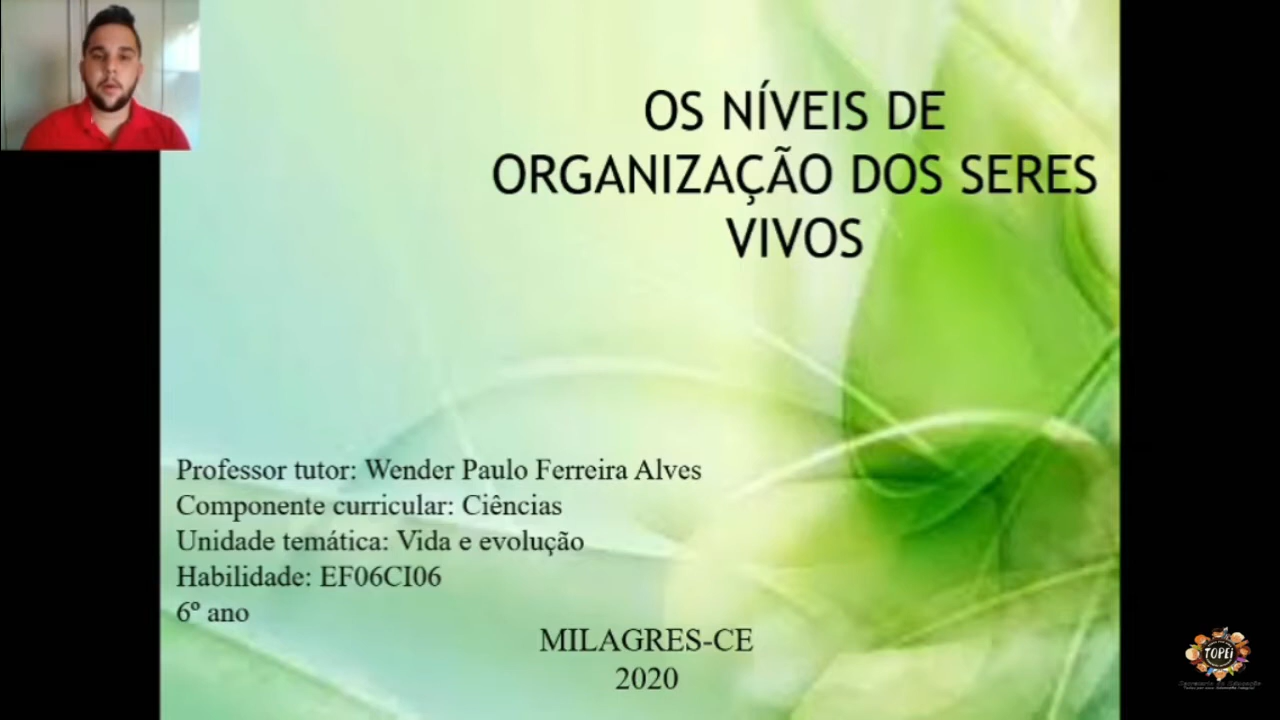 OS NÍVEIS DE
ORGANIZAÇÃO DOS SERES
VIVOS
Professor tutor: Wender Paulo Ferreira Alves
Componente curricular: Ciências
Unidade temática: Vida e evolução
Habilidade: EF06CI06
6º ano
MILAGRES-CE
2020
TOPEi